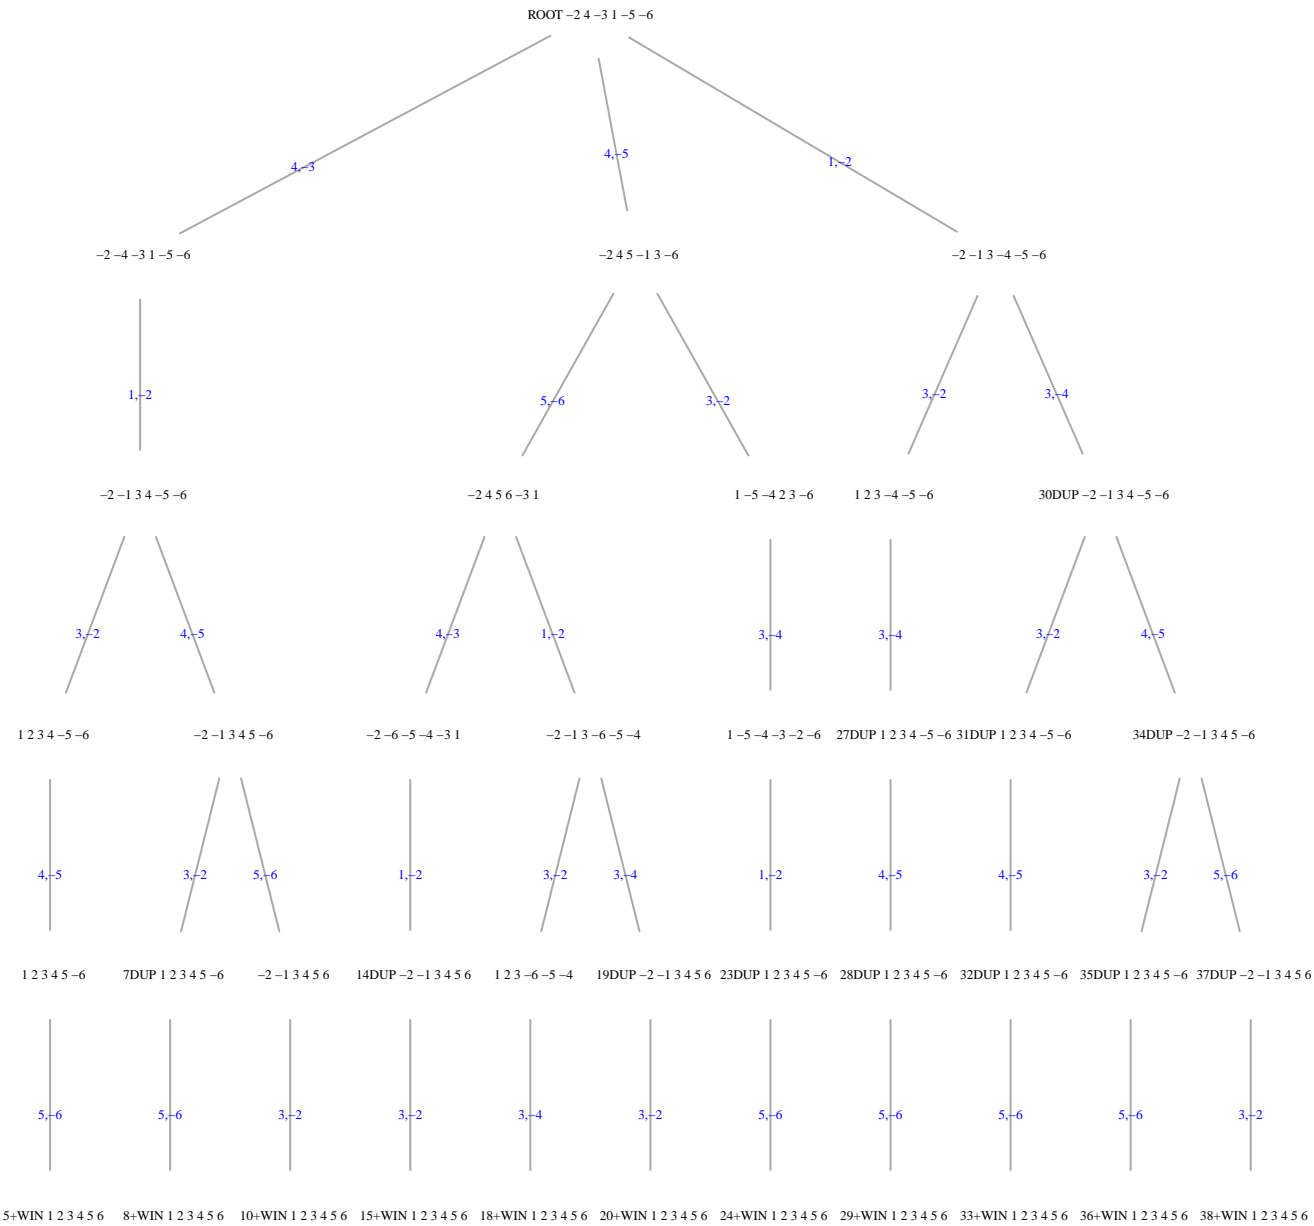 ROOT −2 4 −3 1 −5 −6
4,−3 4,−5 1,−2
−2 −4 −3 1 −5 −6 −2 4 5 −1 3 −6 −2 −1 3 −4 −5 −6
1,−2 5,−6 3,−2 3,−2 3,−4
−2 −1 3 4 −5 −6 −2 4 5 6 −3 1 1 −5 −4 2 3 −6 1 2 3 −4 −5 −6 30DUP −2 −1 3 4 −5 −6
3,−2 4,−5 4,−3 1,−2 3,−4 3,−4 3,−2 4,−5
1 2 3 4 −5 −6 −2 −1 3 4 5 −6 −2 −6 −5 −4 −3 1 −2 −1 3 −6 −5 −4 1 −5 −4 −3 −2 −6 27DUP 1 2 3 4 −5 −6 31DUP 1 2 3 4 −5 −6 34DUP −2 −1 3 4 5 −6
4,−5 3,−2 5,−6 1,−2 3,−2 3,−4 1,−2 4,−5 4,−5 3,−2 5,−6
1 2 3 4 5 −6 7DUP 1 2 3 4 5 −6 −2 −1 3 4 5 6 14DUP −2 −1 3 4 5 6 1 2 3 −6 −5 −4 19DUP −2 −1 3 4 5 6 23DUP 1 2 3 4 5 −6 28DUP 1 2 3 4 5 −6 32DUP 1 2 3 4 5 −6 35DUP 1 2 3 4 5 −6 37DUP −2 −1 3 4 5 6
5,−6 5,−6 3,−2 3,−2 3,−4 3,−2 5,−6 5,−6 5,−6 5,−6 3,−2
5+WIN 1 2 3 4 5 6 8+WIN 1 2 3 4 5 6 10+WIN 1 2 3 4 5 6 15+WIN 1 2 3 4 5 6 18+WIN 1 2 3 4 5 6 20+WIN 1 2 3 4 5 6 24+WIN 1 2 3 4 5 6 29+WIN 1 2 3 4 5 6 33+WIN 1 2 3 4 5 6 36+WIN 1 2 3 4 5 6 38+WIN 1 2 3 4 5 6